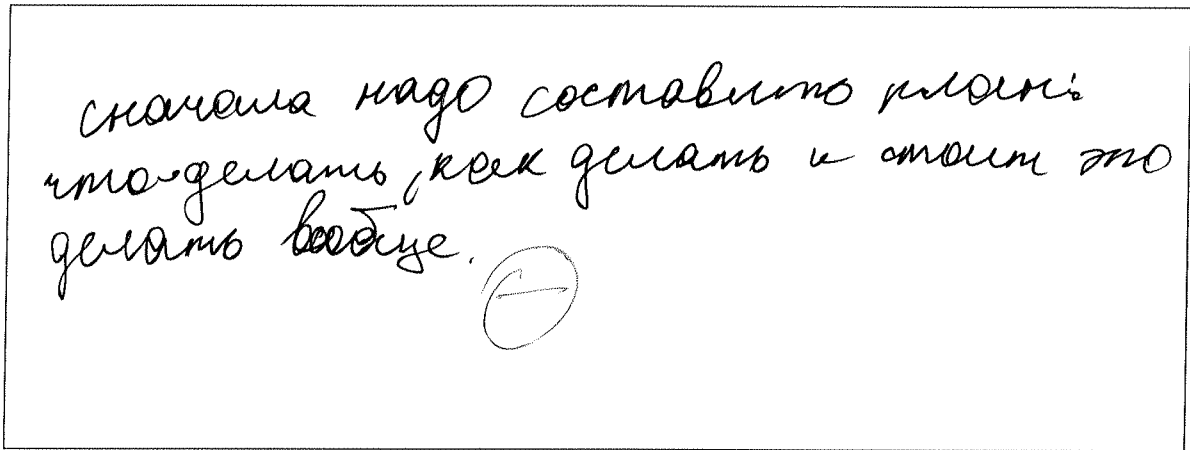 сначала надо составить план:
что делать, как делать и стоит это
делать вообще.